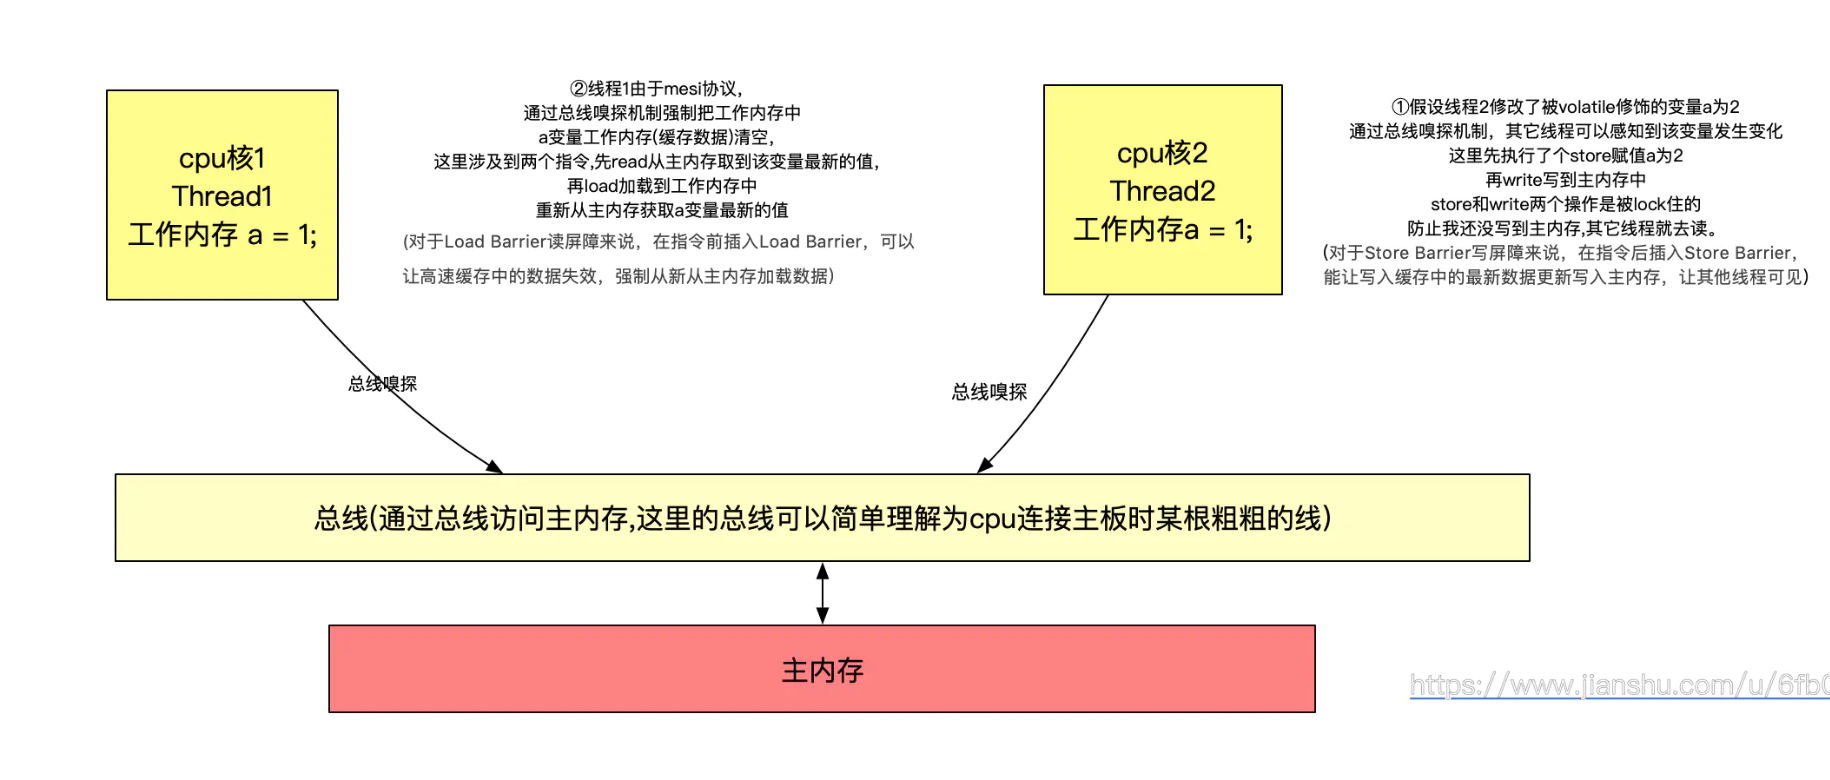 cpu核1
Thread1
工作内存 a = 1;
②线程1由于mesi协议，
通过总线嗅探机制强制把工作内存中
a变量工作内存(缓存数据)清空，
这里涉及到两个指令,先read从主内存取到该变量最新的值，
再load加载到工作内存中
重新从主内存获取a变量最新的值
(对于Load Barrier读屏障来说，在指令前插入Load Barrier，可以
让高速缓存中的数据失效，强制从新从主内存加载数据)
cpu核2
Thread2
工作内存a = 1;
①假设线程2修改了被volatile修饰的变量a为2
通过总线嗅探机制，其它线程可以感知到该变量发生变化
这里先执行了个store赋值a为2
再write写到主内存中
store和write两个操作是被lock住的
防止我还没写到主内存,其它线程就去读。
(对于Store Barrier写屏障来说，在指令后插入Store Barrier，
能让写入缓存中的最新数据更新写入主内存，让其他线程可见)
总线嗅探
总线嗅探
总线(通过总线访问主内存,这里的总线可以简单理解为cpu连接主板时某根粗粗的线)
主内存
https://www.jianshu.com/u/6fb